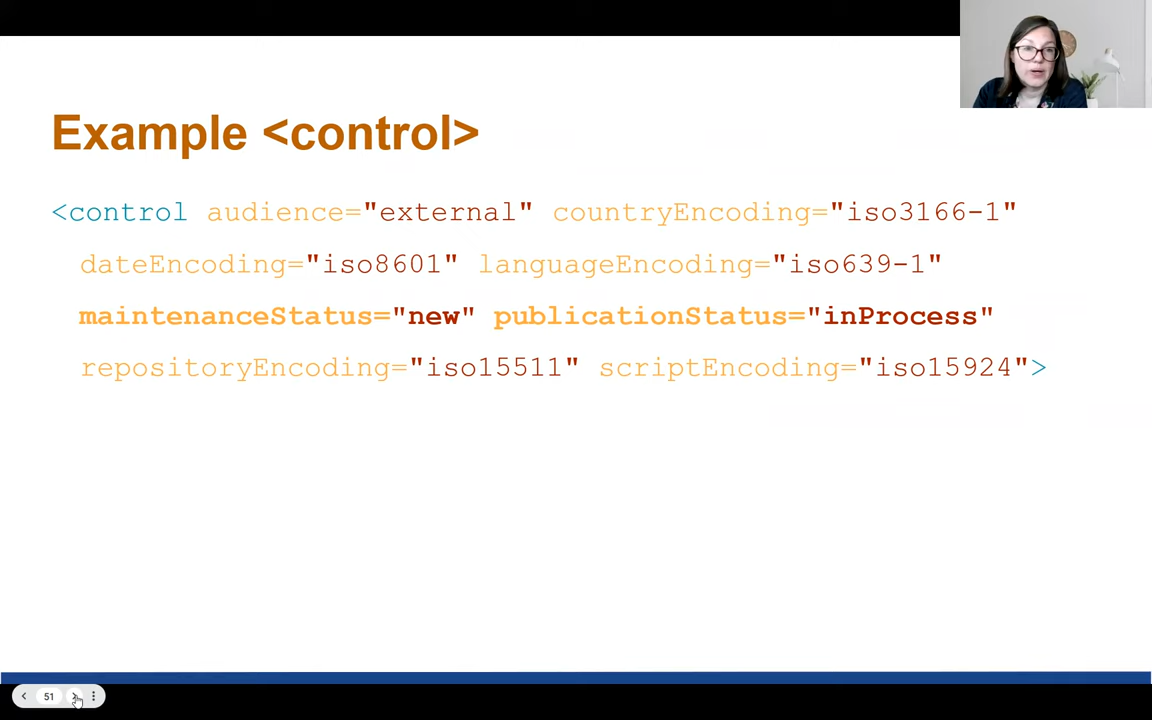 Example <control>
<control audience="external" countryEncoding="iso3166-1"
dateEncoding="iso8601" languageEncoding="iso639-1"
maintenanceStatus="new" publicationStatus="inProcess"
repositoryEncoding="iso15511" scriptEncoding="iso15924">
51